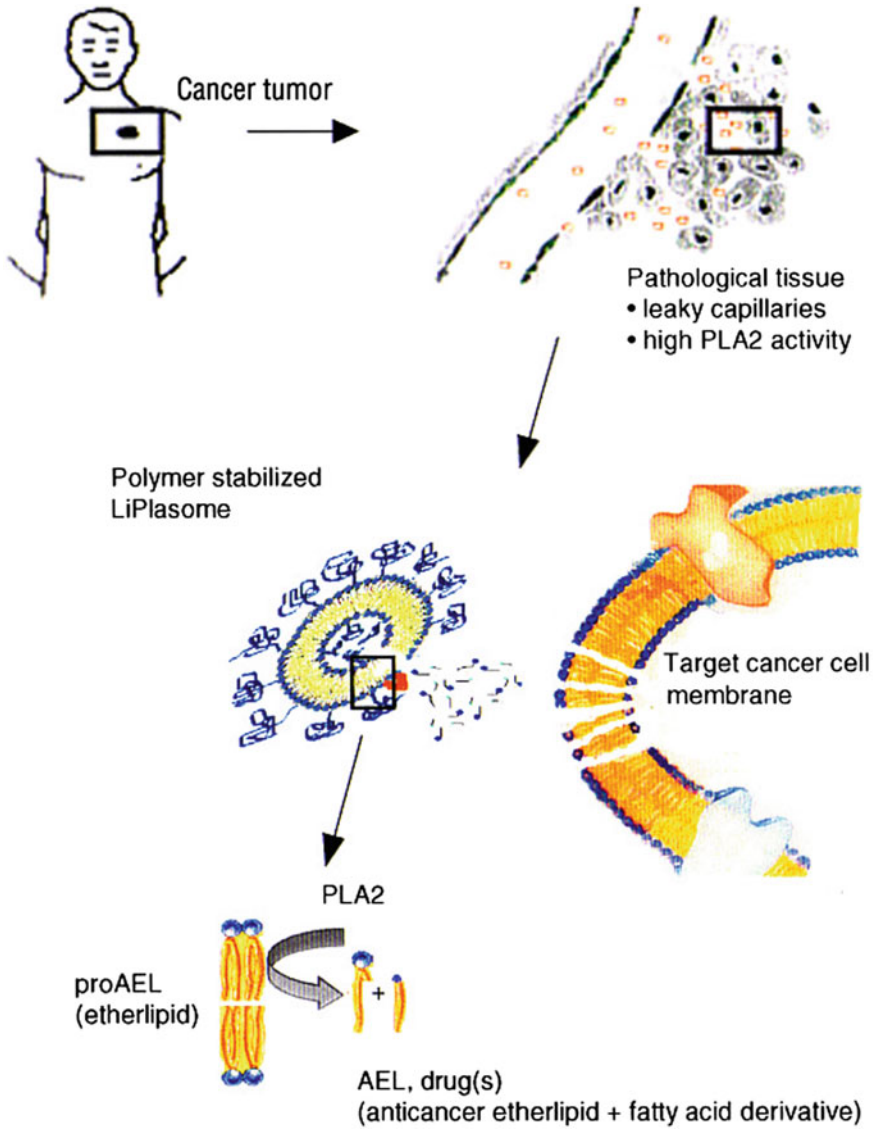 Cancer tumor
Pathological tissue
• leaky capillaries
• high PLA2 activity
Polymer stabilized
LiPlasome
Target cancer cell
membrane
PLA2
proAEL
(etherlipid)
+
AEL, drug(s)
(anticancer etherlipid + fatty acid derivative)